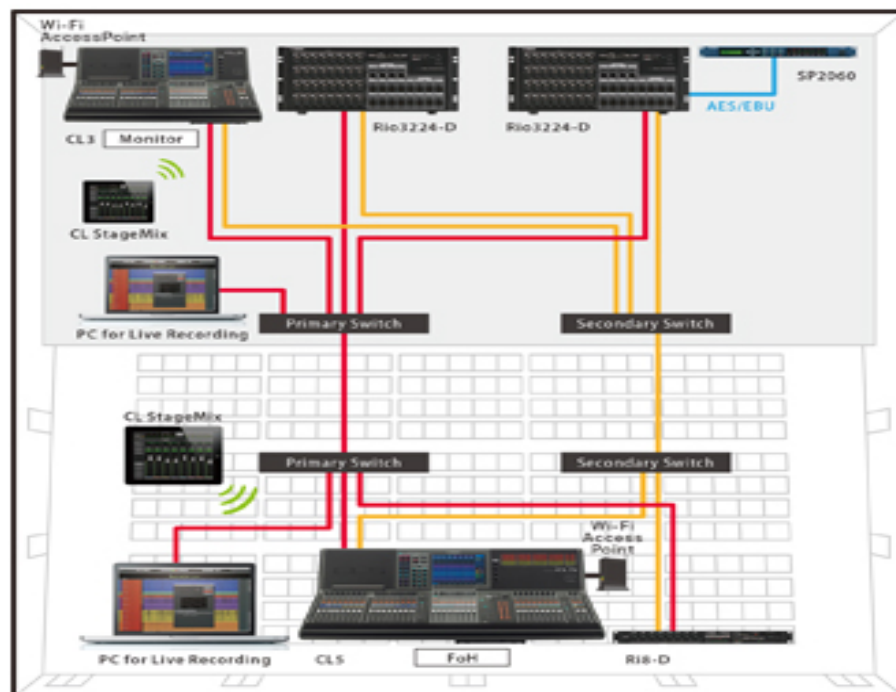 Wi-Fi
AccessPoint
SP2060
AES/EBU
CL3 Monitor
Rio3224-D
Rio3224-D
CL StageMix
Primary Switch
Secondary Switch
PC for Live Recording
CL StageMix
Primary Switch
Secondary Switch
Wi-Fi
Access
Point
PC for Live Recording
CL5
FoH
Ri8-D